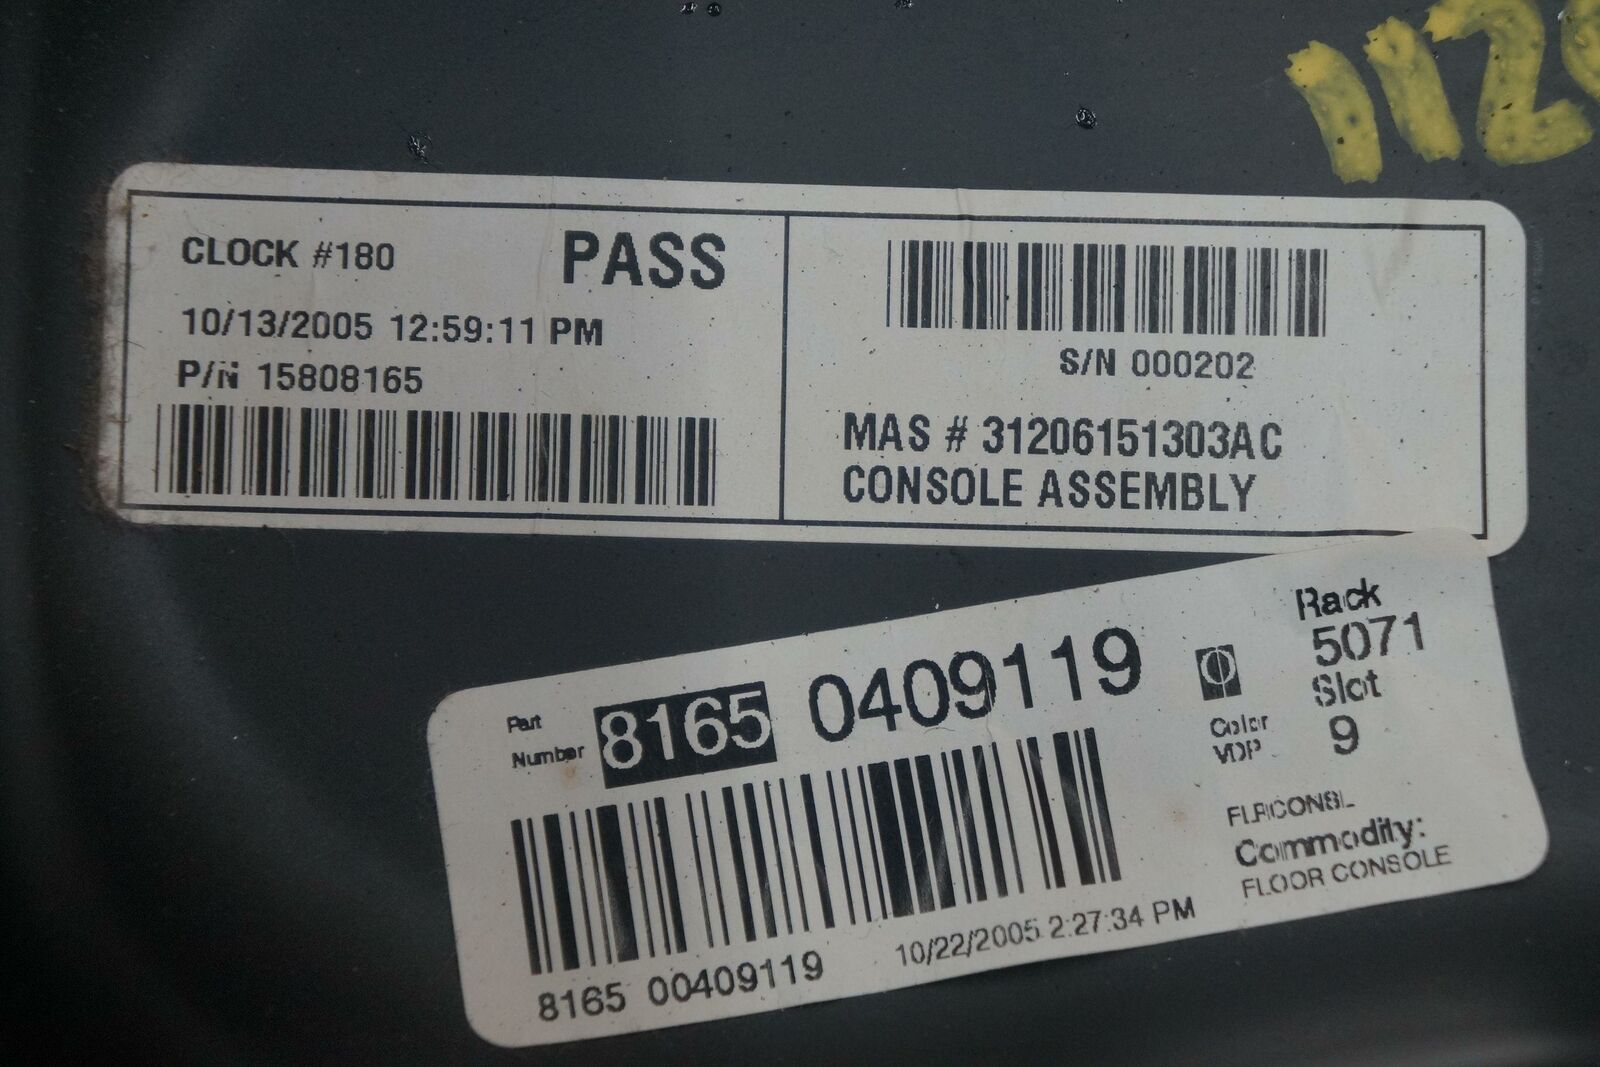 112
CLOCK #180 PASS
10/13/2005 12:59:11 PM
P/N 15808165
S/N 000202
MAS # 31206151303AC
CONSOLE ASSEMBLY
Part
Number 8165 0409119
Color
VDP
Rack
5071
Slot
9
FLRCONSL
Commodity:
FLOOR CONSOLE
8165 00409119 10/22/2005 2:27:34 PM